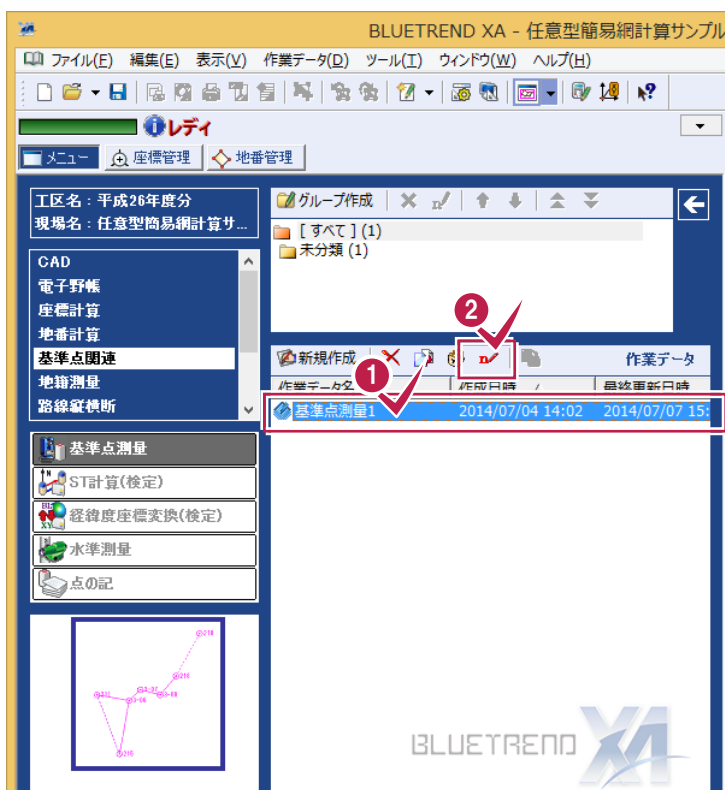 BLUETREND XA - 任意型簡易網計算サンプル
ファイル(F) 編集(E) 表示(V) 作業データ(D) ツール(T) ウィンドウ(W) ヘルプ(H)
レディ
メニュー 座標管理 地番管理
工区名：平成26年度分
現場名：任意型簡易網計算サ...
グループ作成
[ すべて ] (1)
未分類 (1)
CAD
電子野帳
座標計算
地番計算
基準点関連
地籍測量
路線縦横断
2
新規作成 作業データ
1
作業データ名 作成日時 最終更新日時
基準点測量1 2014/07/04 14:02 2014/07/07 15:
基準点測量
ST計算(検定)
経緯度座標変換(検定)
水準測量
点の記
BLUETREND XA